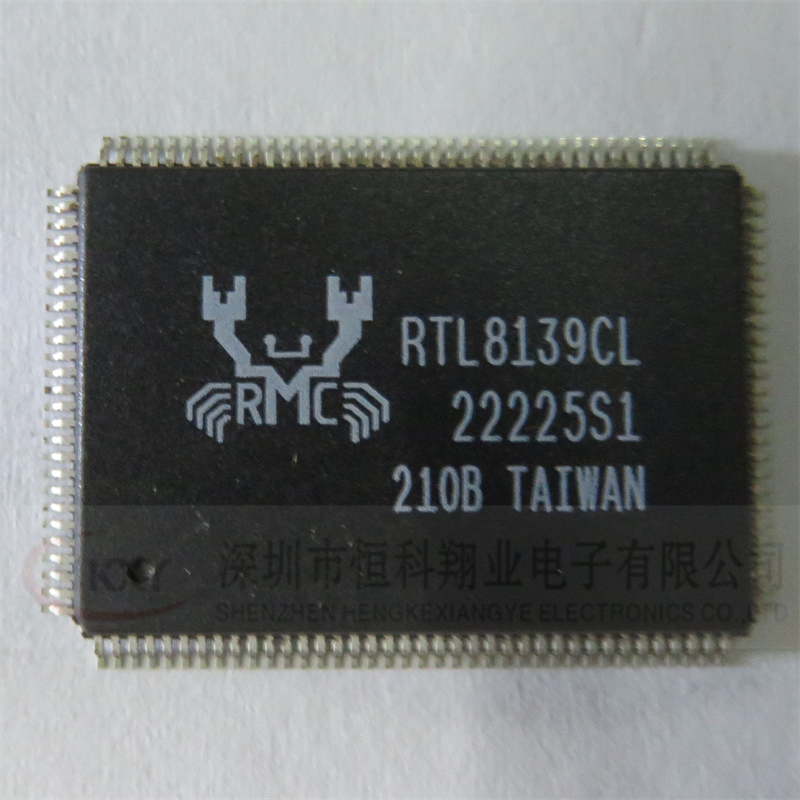 RTL8139CL
RMC
22225S1
210B TAIWAN
深圳市恒科翔业电子有限公司
SHENZHEN HENGKEXIANGYE ELECTRONICS CO.,LTD